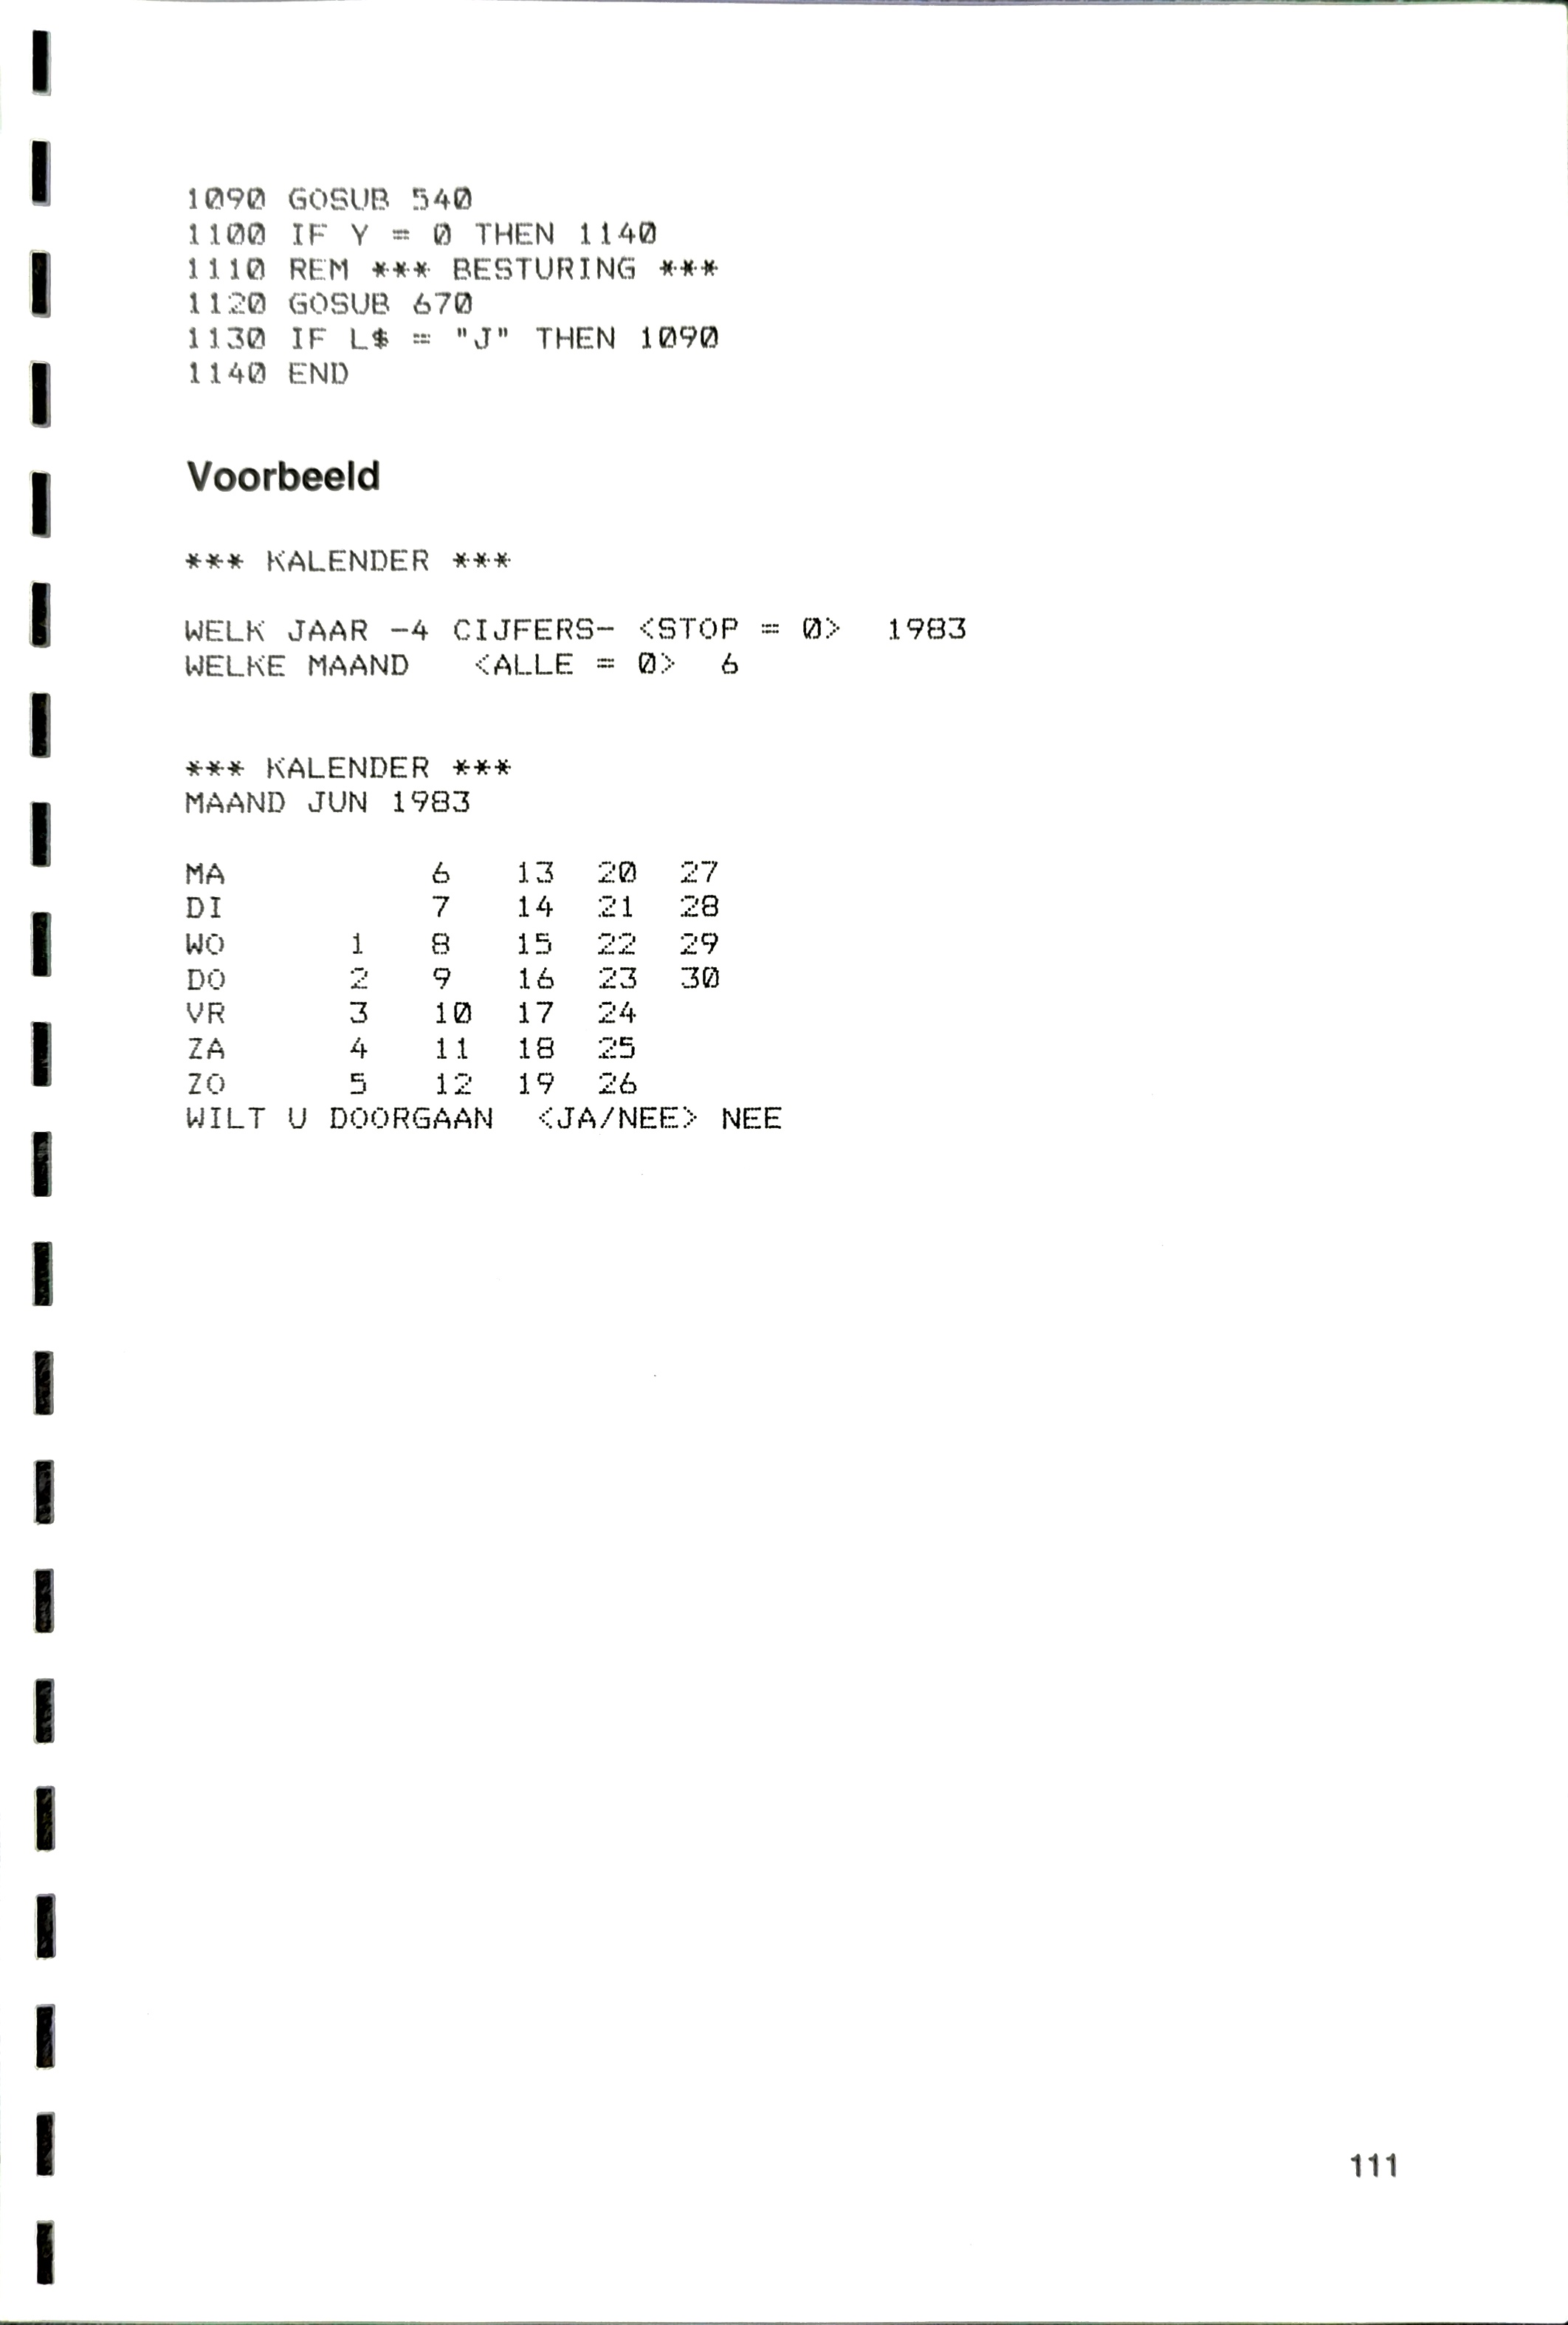 1090 GOSUB 540
1100 IF Y = 0 THEN 1140
1110 REM *** BESTURING ***
1120 GOSUB 670
1130 IF L$ = "J" THEN 1090
1140 END
Voorbeeld
*** KALENDER ***
WELK JAAR -4 CIJFERS- <STOP = 0>  1983
WELKE MAAND   <ALLE = 0>  6
*** KALENDER ***
MAAND JUN 1983
MA          6   13  20  27
DI          7   14  21  28
WO      1   8   15  22  29
DO      2   9   16  23  30
VR      3   10  17  24
ZA      4   11  18  25
ZO      5   12  19  26
WILT U DOORGAAN  <JA/NEE> NEE
111